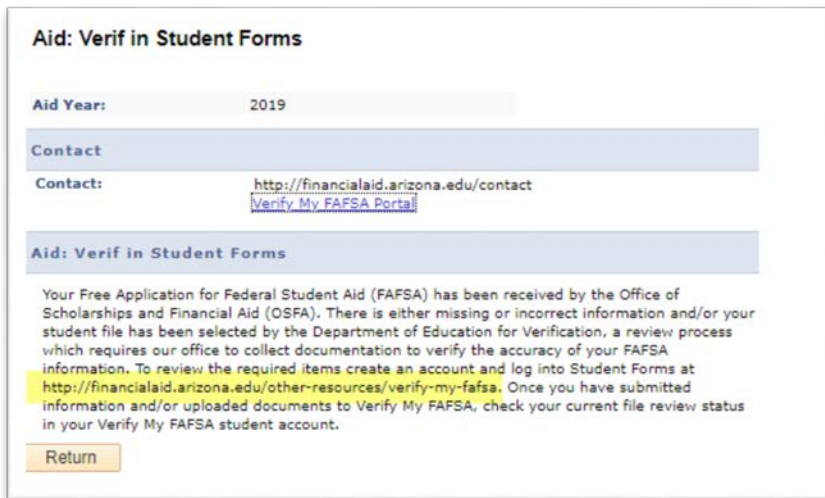 Aid: Verif in Student Forms
Aid Year: 2019
Contact
Contact: http://financialaid.arizona.edu/contact
Verify My FAFSA Portal
Aid: Verif in Student Forms
Your Free Application for Federal Student Aid (FAFSA) has been received by the Office of
Scholarships and Financial Aid (OSFA). There is either missing or incorrect information and/or your
student file has been selected by the Department of Education for Verification, a review process
which requires our office to collect documentation to verify the accuracy of your FAFSA
information. To review the required items create an account and log into Student Forms at
http://financialaid.arizona.edu/other-resources/verify-my-fafsa. Once you have submitted
information and/or uploaded documents to Verify My FAFSA, check your current file review status
in your Verify My FAFSA student account.
Return